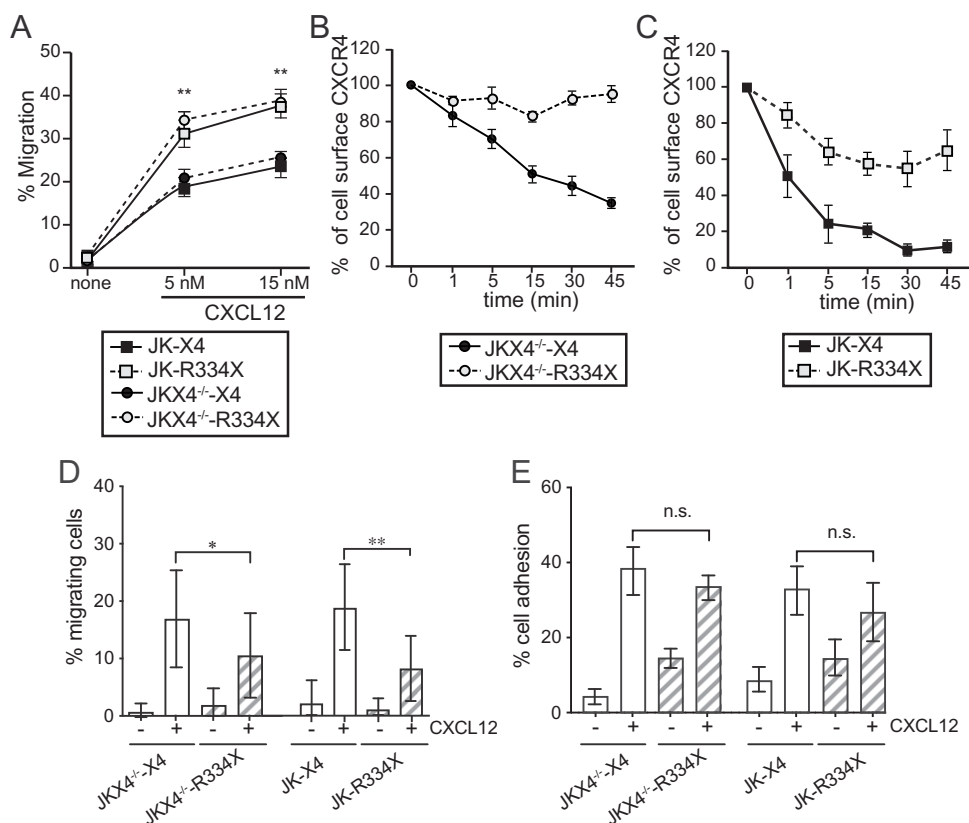 A
% Migration
50
40
30
20
10
0
**
**
none
5 nM
15 nM
CXCL12
JK-X4
JK-R334X
JKX4-/--X4
JKX4-/--R334X
B
% of cell surface CXCR4
120
100
80
60
40
20
0
0 1 5 15 30 45
time (min)
JKX4-/--X4
JKX4-/--R334X
C
% of cell surface CXCR4
120
100
80
60
40
20
0
0 1 5 15 30 45
time (min)
JK-X4
JK-R334X
D
% migrating cells
40
30
20
10
0
*
**
- + - + - + - + CXCL12
JKX4-/--X4
JKX4-/--R334X
JK-X4
JK-R334X
E
% cell adhesion
60
40
20
0
n.s.
n.s.
- + - + - + - + CXCL12
JKX4-/--X4
JKX4-/--R334X
JK-X4
JK-R334X